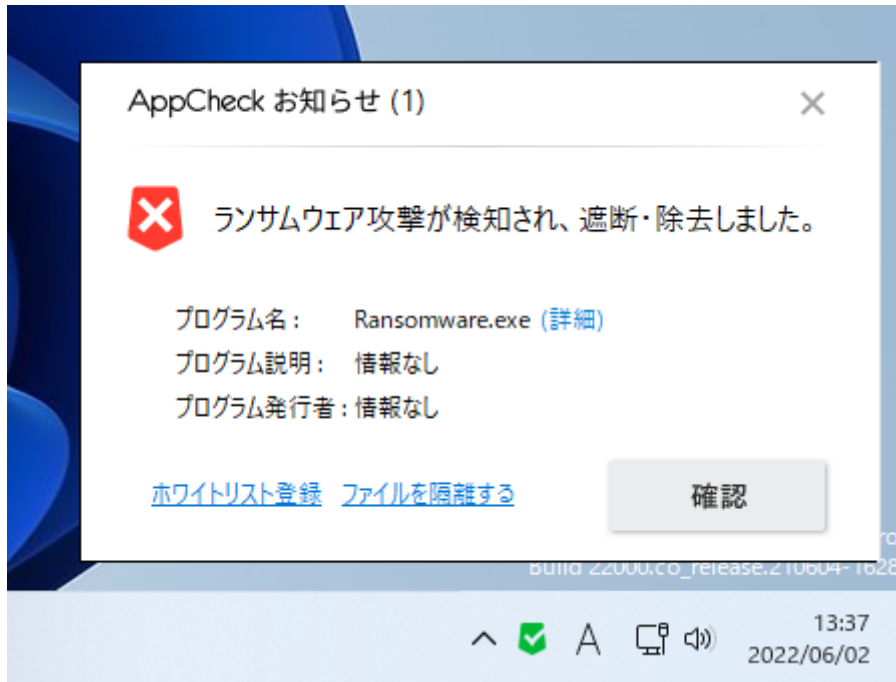 AppCheck お知らせ (1)
ランサムウェア攻撃が検知され、遮断・除去しました。
プログラム名 : Ransomware.exe (詳細)
プログラム説明 : 情報なし
プログラム発行者 : 情報なし
ホワイトリスト登録 ファイルを隔離する 確認
Build 22000.co_release.210604-1628
A 13:37
2022/06/02